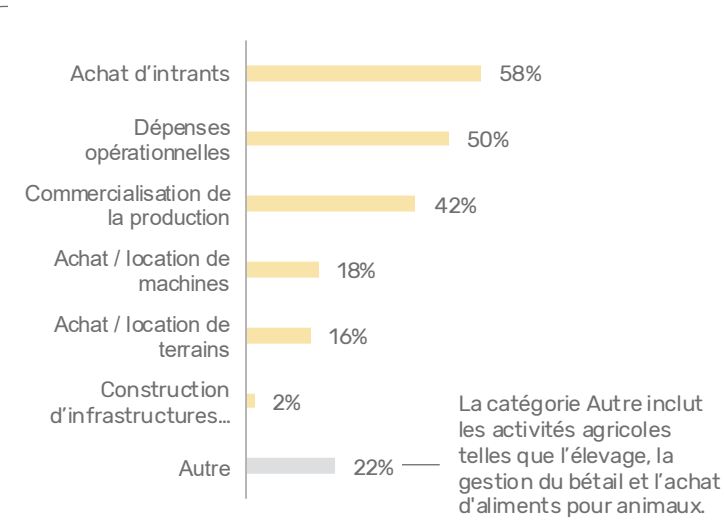 Achat d’intrants
58%
Dépenses
opérationnelles
50%
Commercialisation de
la production
42%
Achat / location de
machines
18%
Achat / location de
terrains
16%
Construction
d’infrastructures…
2%
Autre
22%
La catégorie Autre inclut
les activités agricoles
telles que l’élevage, la
gestion du bétail et l’achat
d'aliments pour animaux.